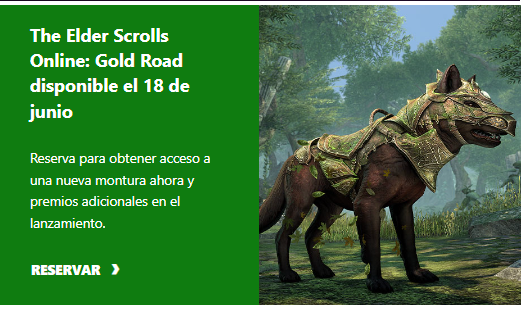 The Elder Scrolls
Online: Gold Road
disponible el 18 de
junio
Reserva para obtener acceso a
una nueva montura ahora y
premios adicionales en el
lanzamiento.
RESERVAR ❯